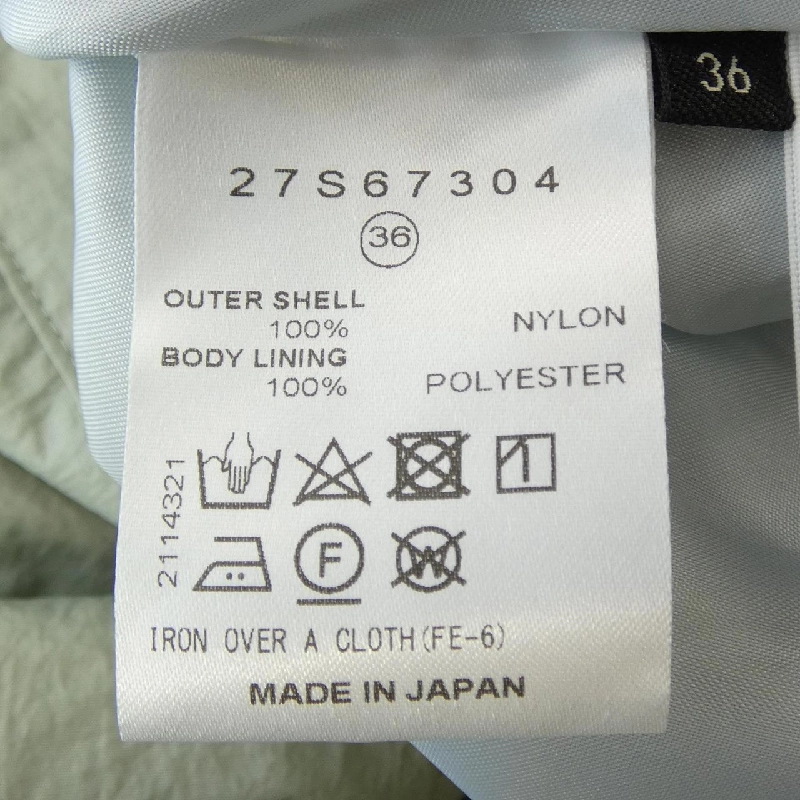 36
27S67304
36
OUTER SHELL
100% NYLON
BODY LINING
100% POLYESTER
2114321
F
W
IRON OVER A CLOTH(FE-6)
MADE IN JAPAN